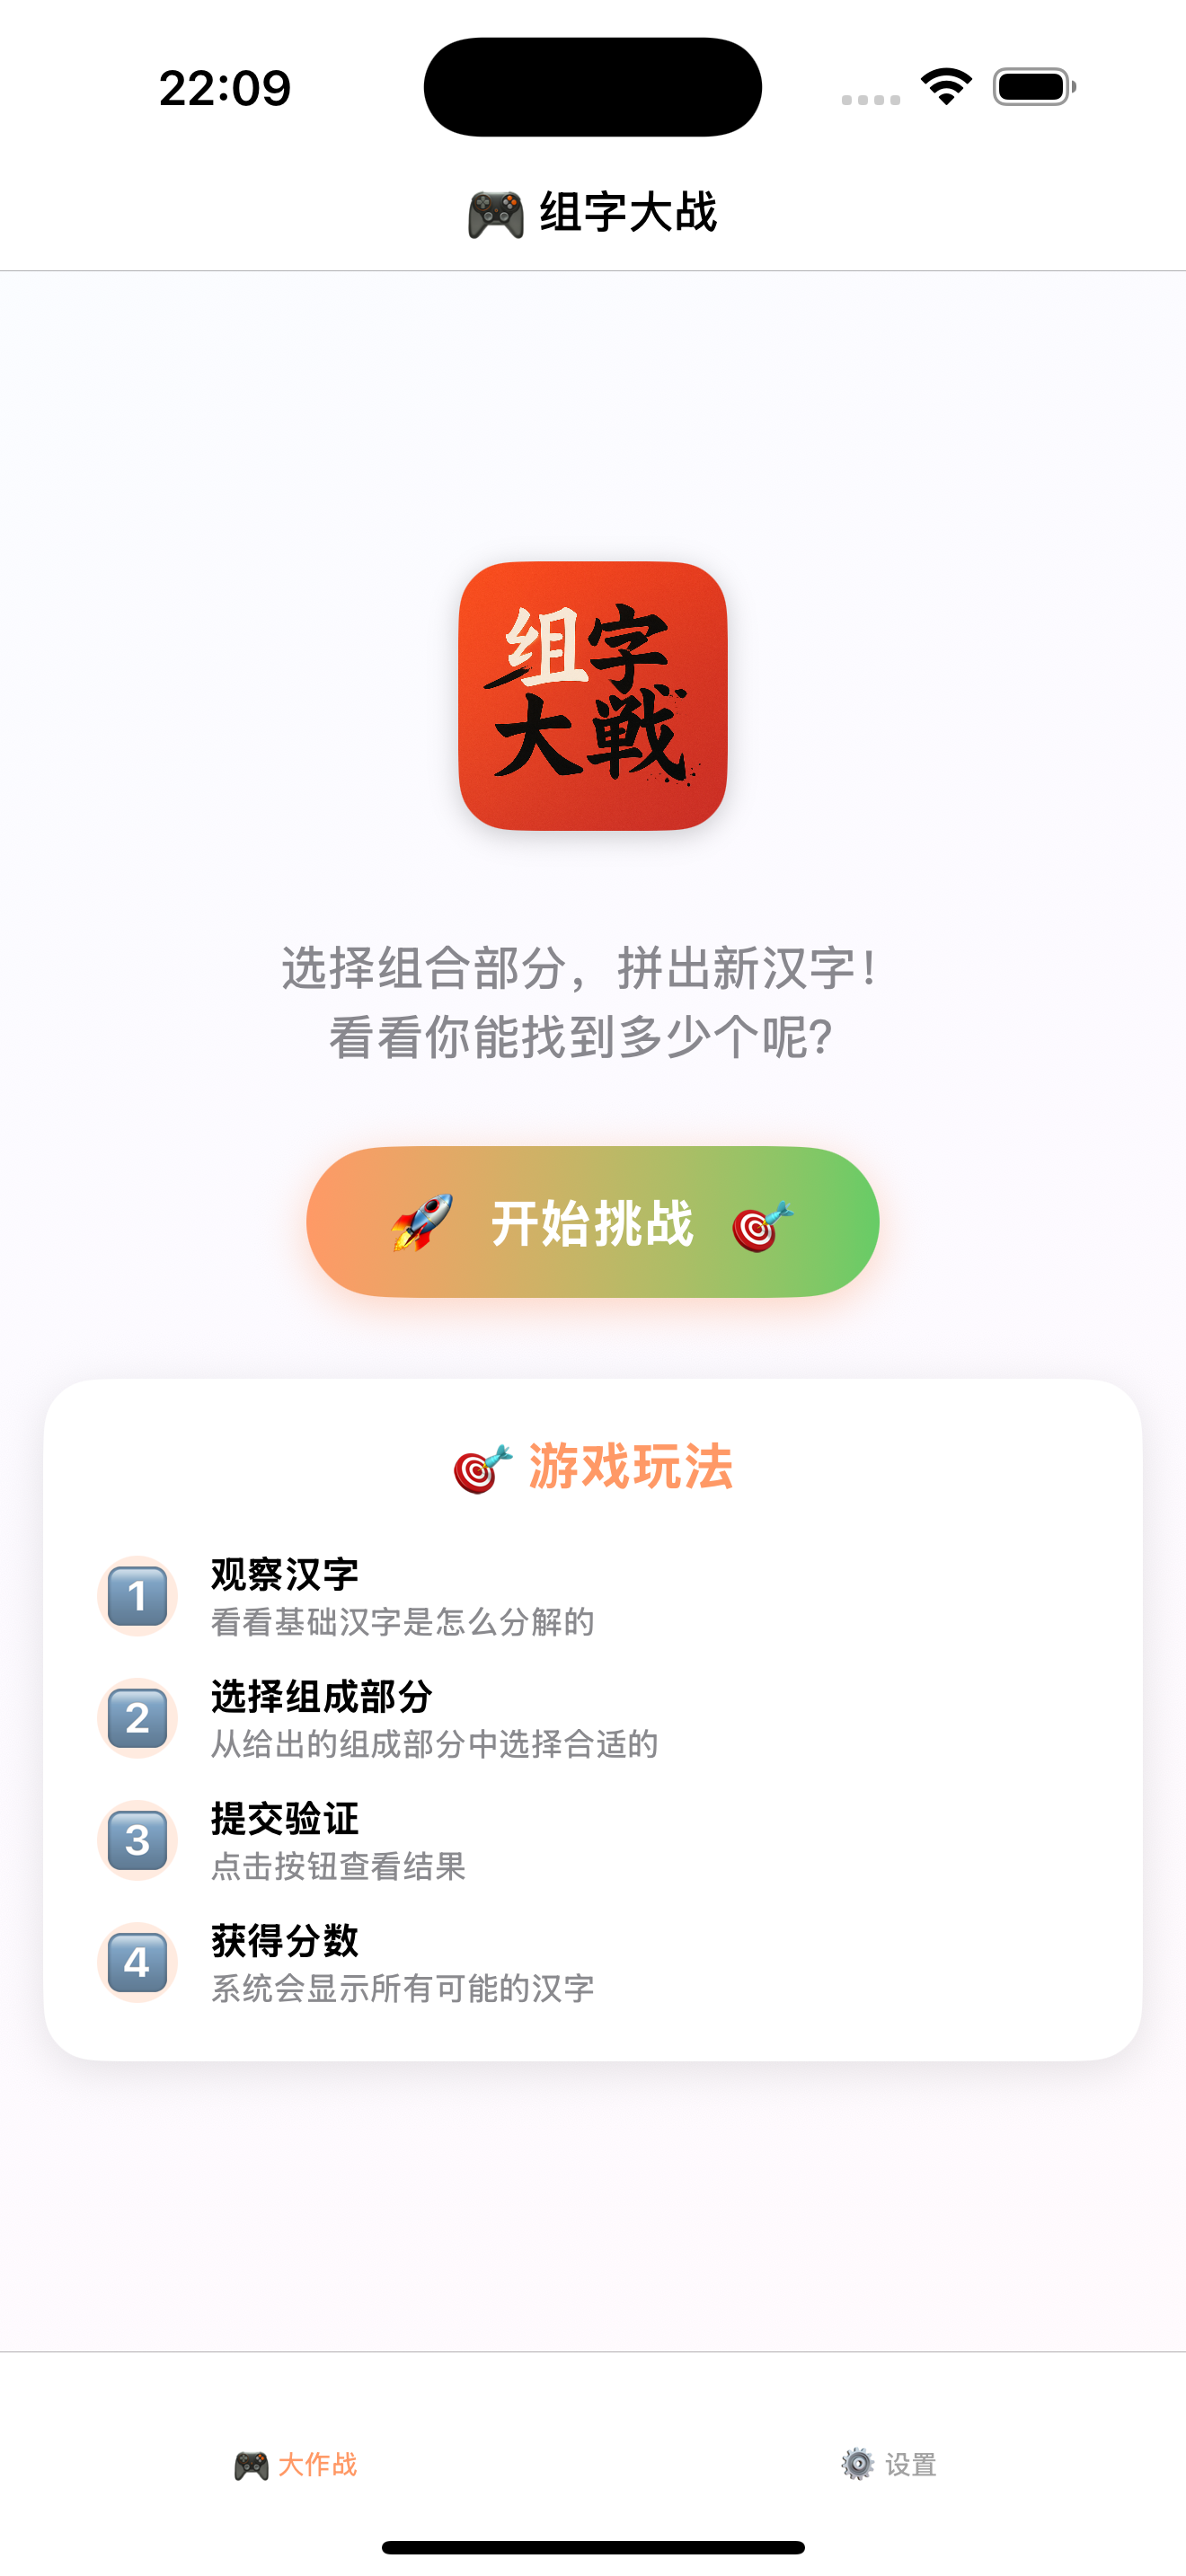 22:09
🎮 组字大战
组字
大戦
选择组合部分，拼出新汉字！
看看你能找到多少个呢？
🚀 开始挑战 🎯
🎯 游戏玩法
1 观察汉字
看看基础汉字是怎么分解的
2 选择组成部分
从给出的组成部分中选择合适的
3 提交验证
点击按钮查看结果
4 获得分数
系统会显示所有可能的汉字
🎮 大作战
⚙️ 设置